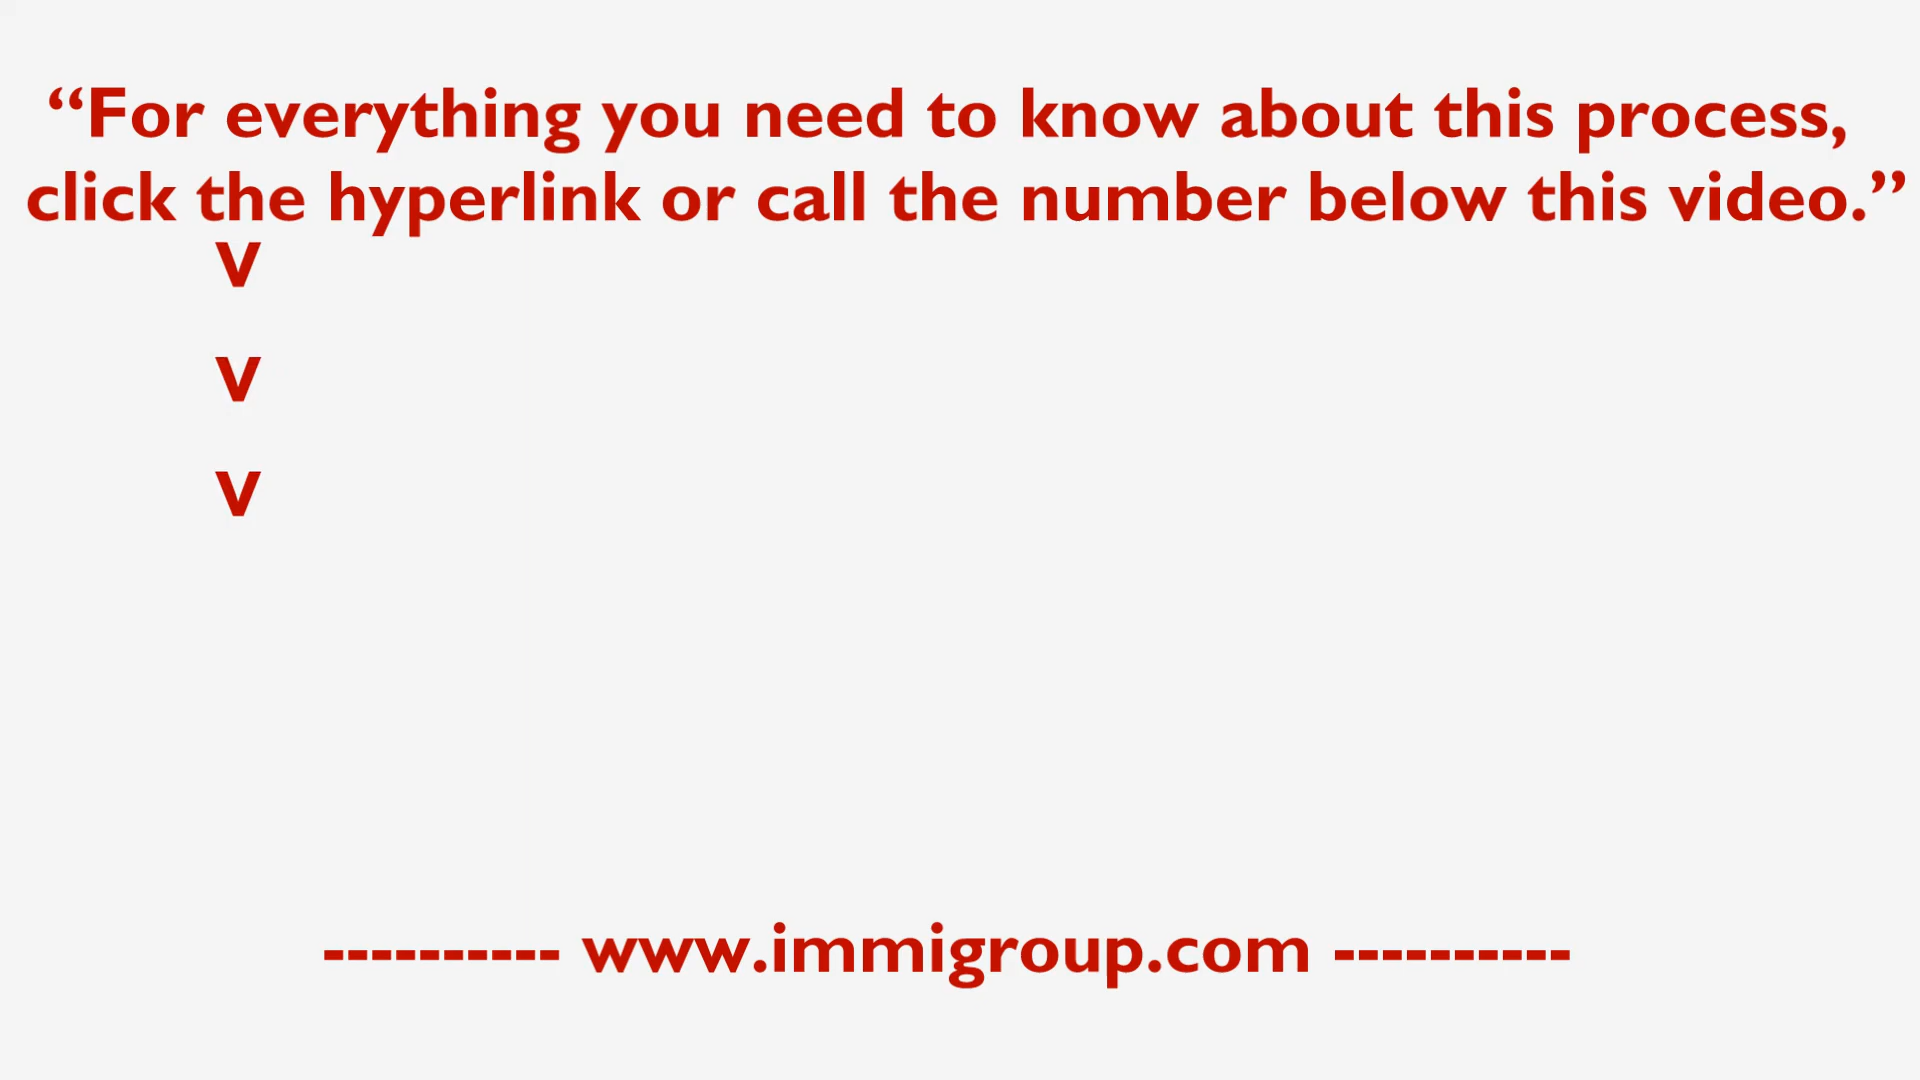 “For everything you need to know about this process,
click the hyperlink or call the number below this video.”
V
V
V
---------- www.immigroup.com ----------